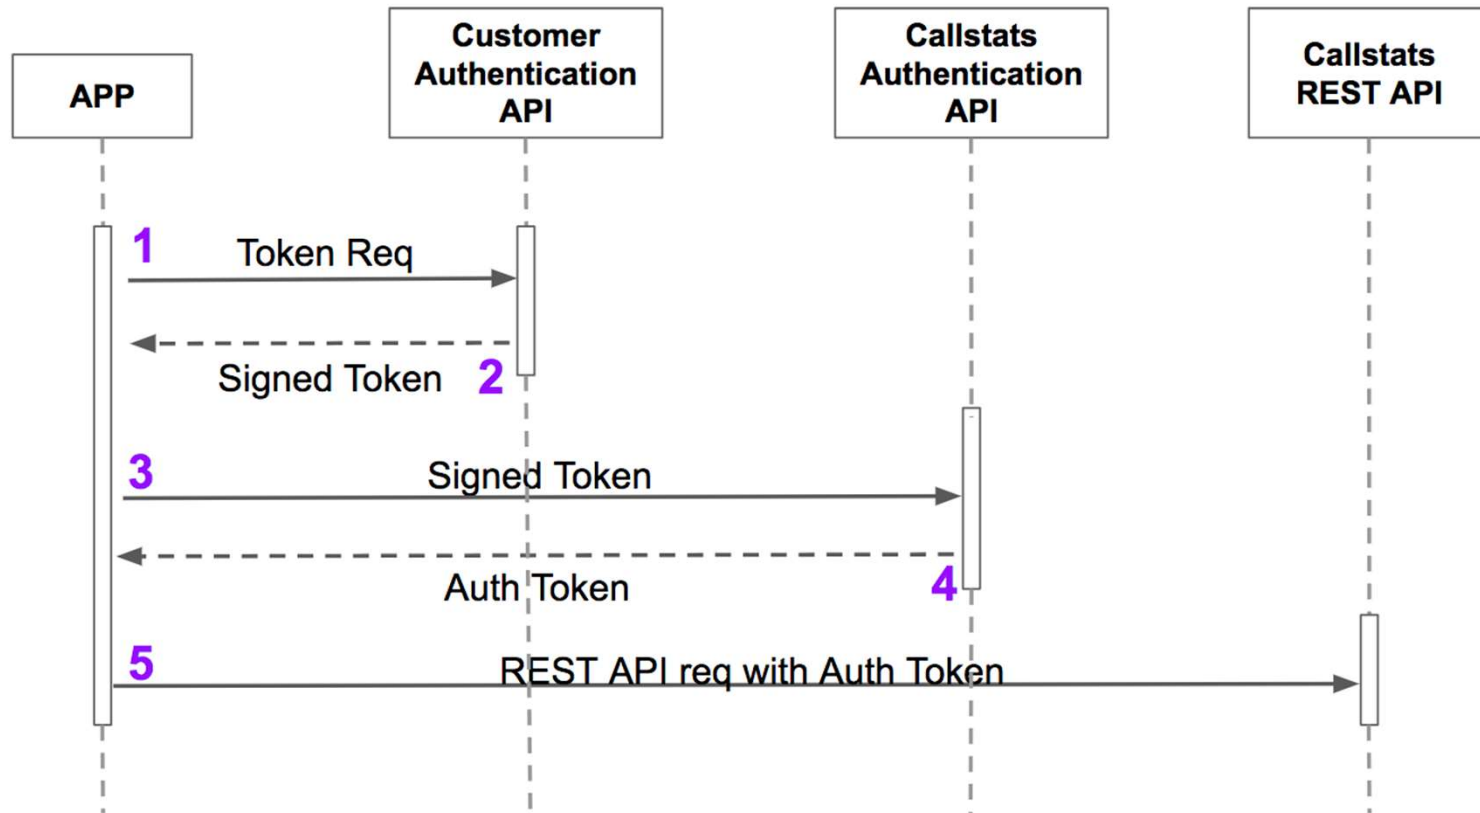 APP
Customer
Authentication
API
Callstats
Authentication
API
Callstats
REST API
1
Token Req
Signed Token
2
3
Signed Token
Auth Token
4
5
REST API req with Auth Token